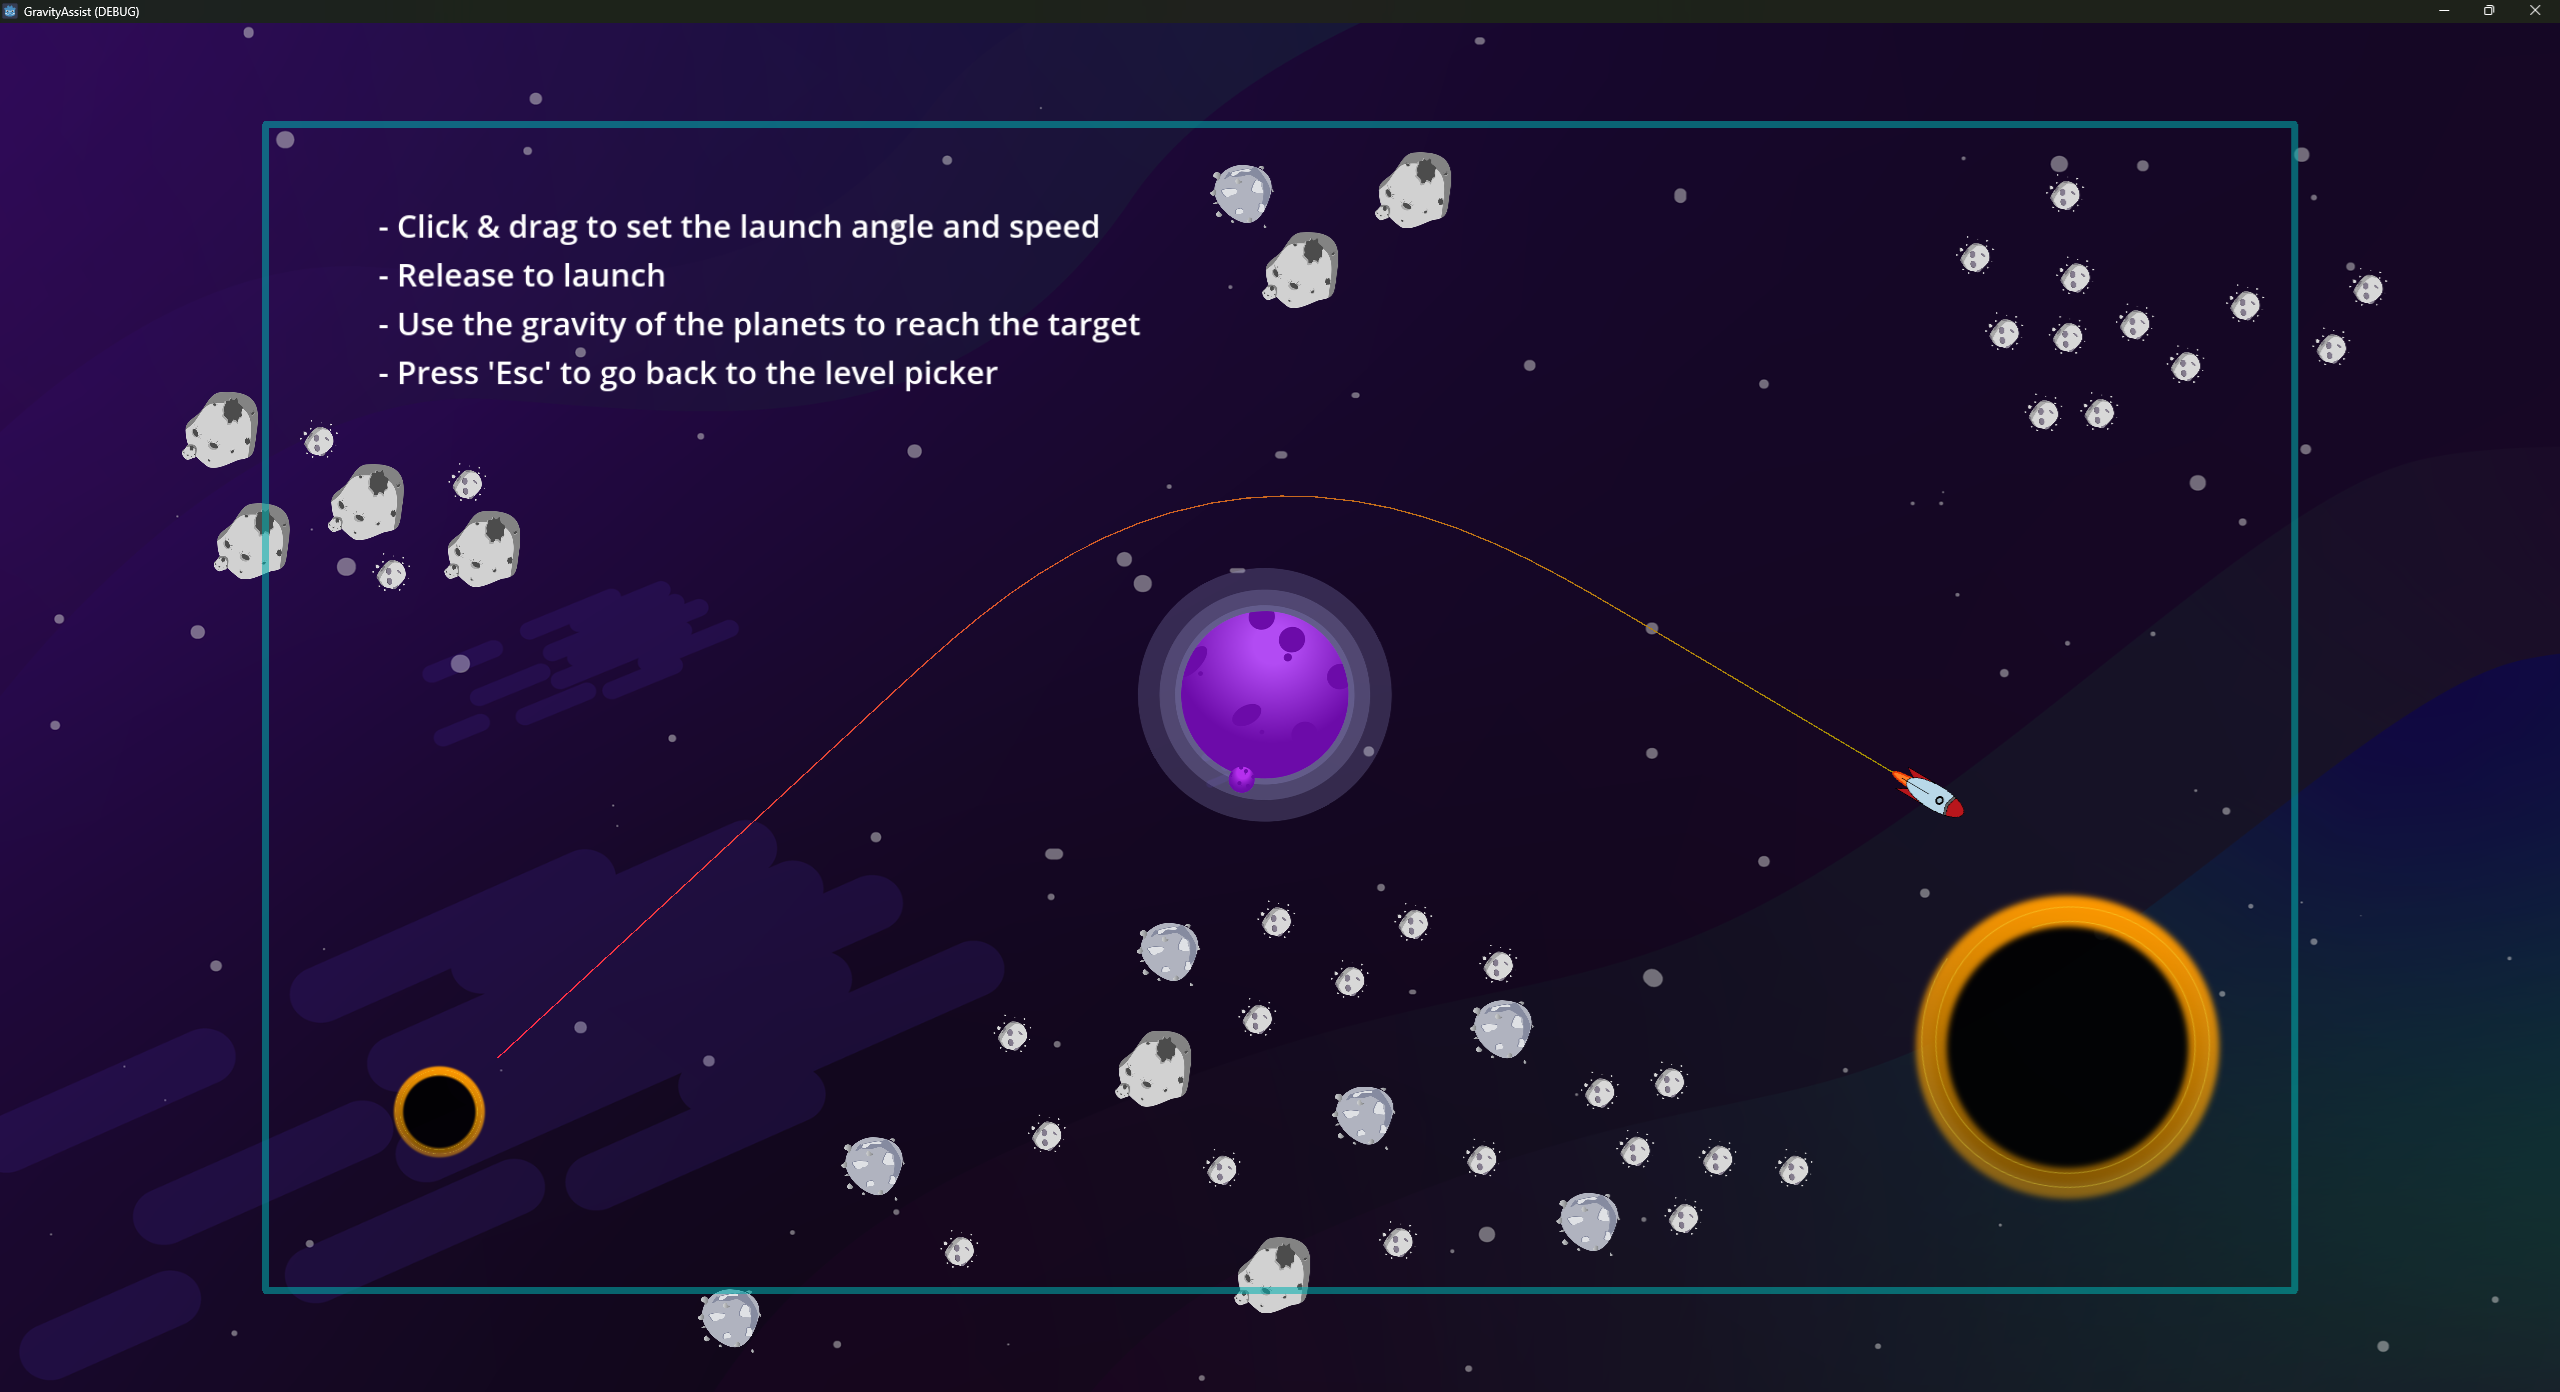 GravityAssist (DEBUG)
- Click & drag to set the launch angle and speed
- Release to launch
- Use the gravity of the planets to reach the target
- Press 'Esc' to go back to the level picker